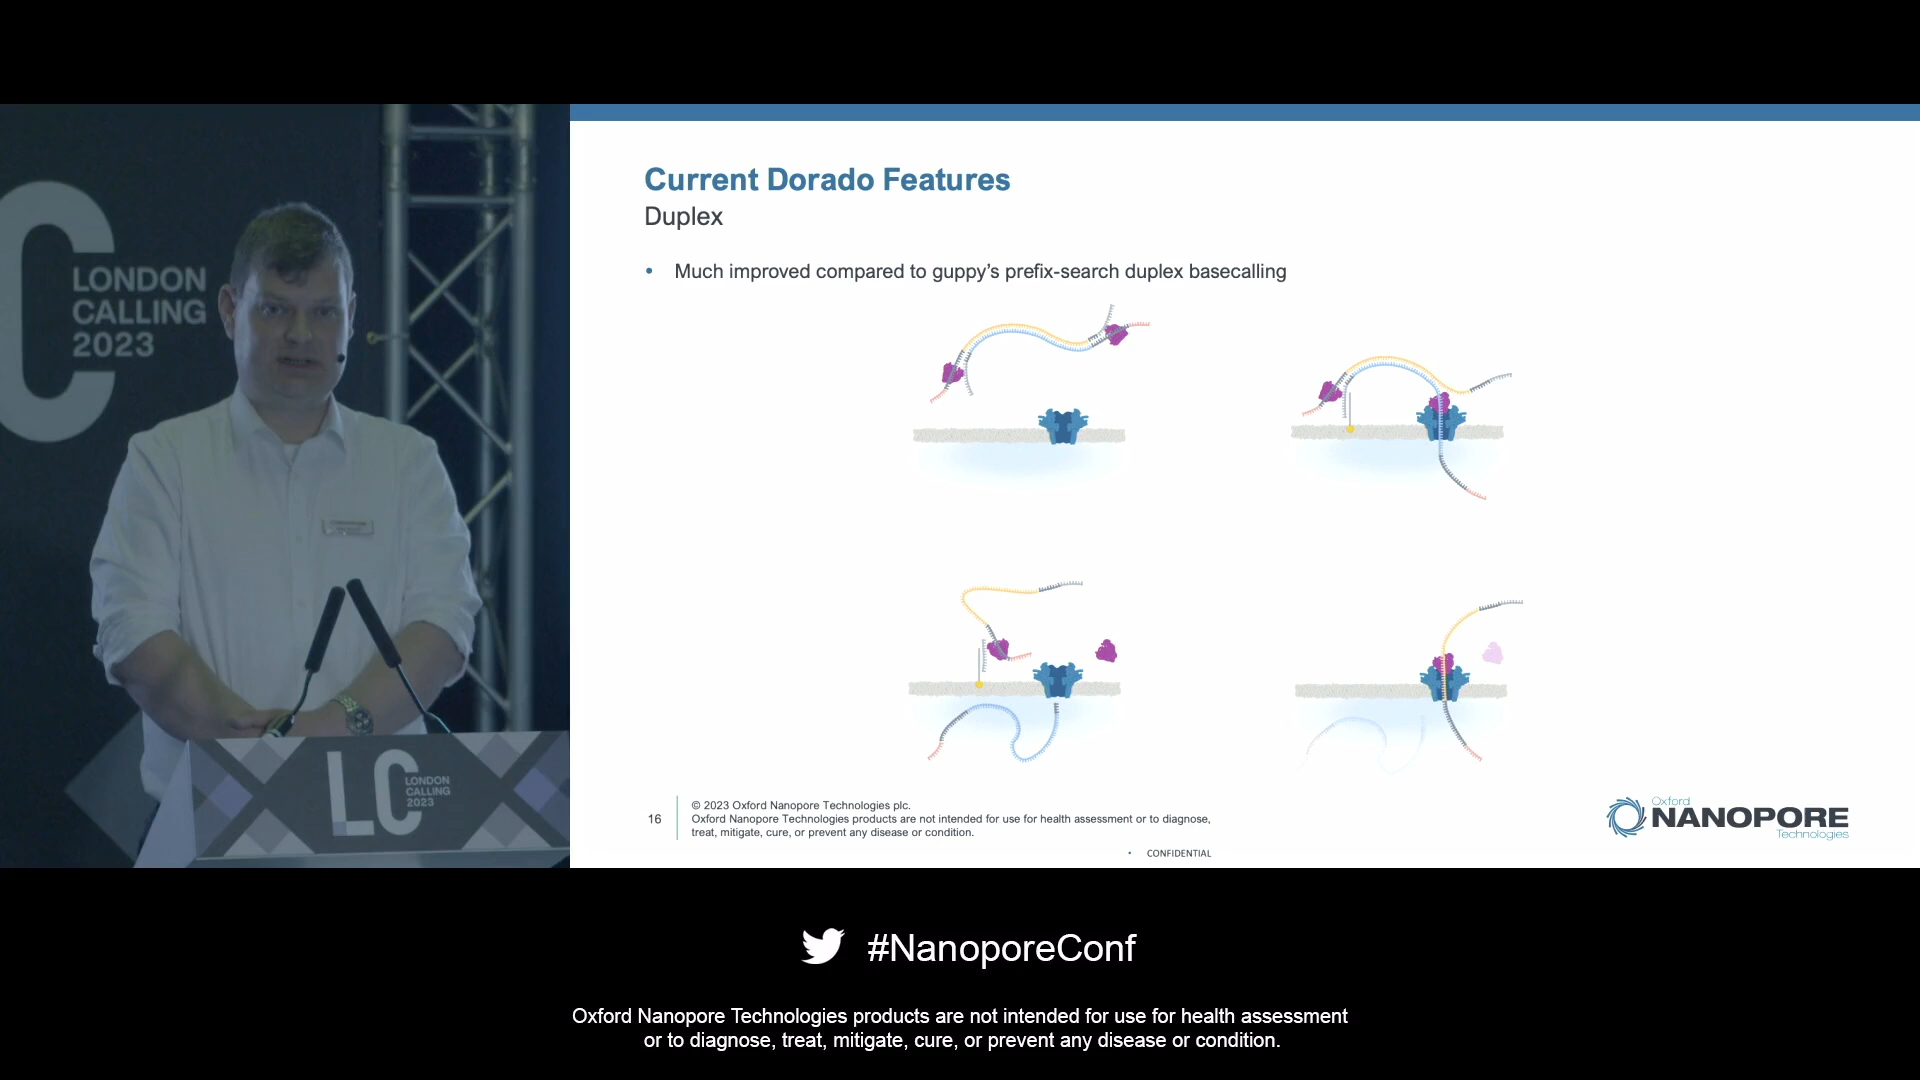 C
LONDON
CALLING
2023
LC
LONDON
CALLING
2023
Current Dorado Features
Duplex
• Much improved compared to guppy’s prefix-search duplex basecalling
16
© 2023 Oxford Nanopore Technologies plc.
Oxford Nanopore Technologies products are not intended for use for health assessment or to diagnose,
treat, mitigate, cure, or prevent any disease or condition.
• CONFIDENTIAL
Oxford
NANOPORE
Technologies
#NanoporeConf
Oxford Nanopore Technologies products are not intended for use for health assessment
or to diagnose, treat, mitigate, cure, or prevent any disease or condition.